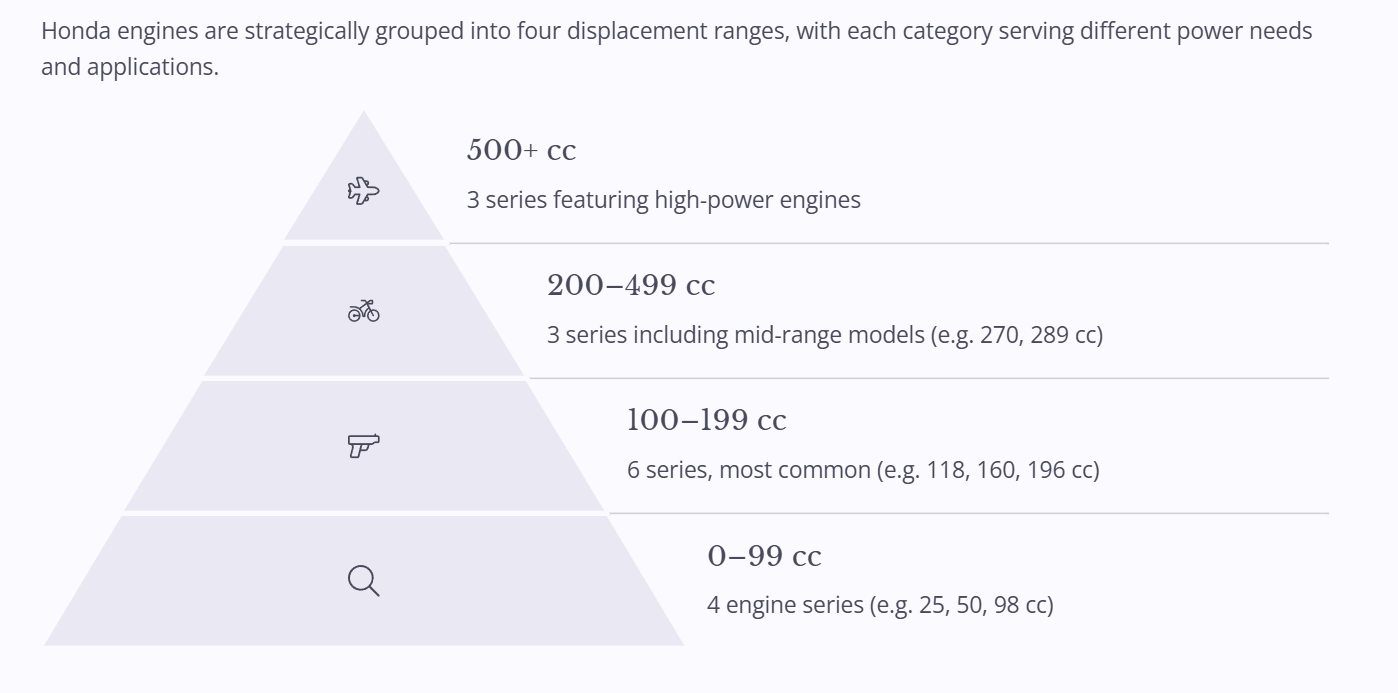 Honda engines are strategically grouped into four displacement ranges, with each category serving different power needs
and applications.
500+ cc
3 series featuring high-power engines
200–499 cc
3 series including mid-range models (e.g. 270, 289 cc)
100–199 cc
6 series, most common (e.g. 118, 160, 196 cc)
0–99 cc
4 engine series (e.g. 25, 50, 98 cc)